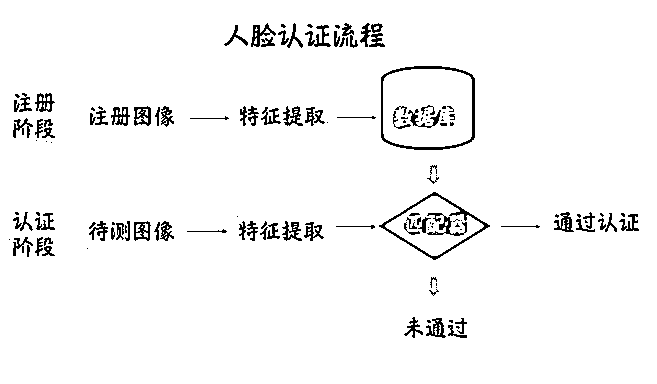 人脸认证流程
注册
阶段
注册图像
特征提取
数据库
认证
阶段
待测图像
特征提取
匹配器
通过认证
未通过